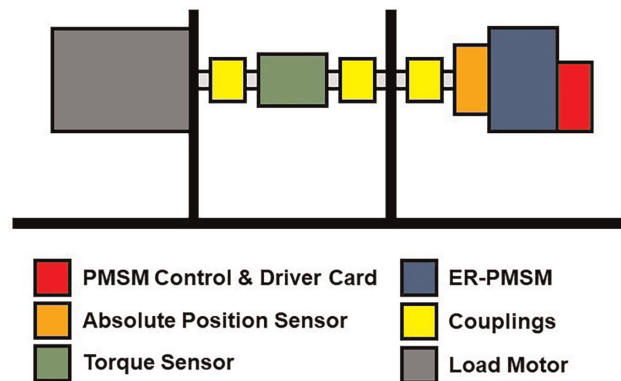 PMSM Control & Driver Card
ER-PMSM
Absolute Position Sensor
Couplings
Torque Sensor
Load Motor